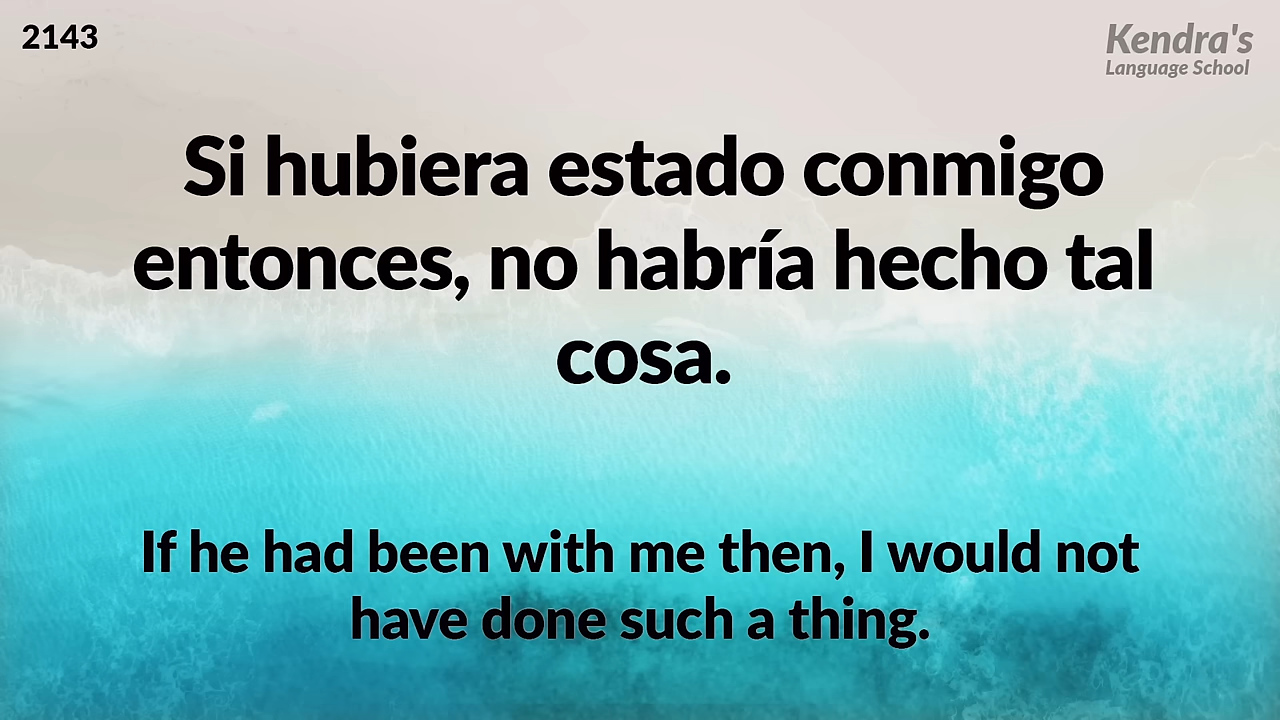 2143
Kendra's
Language School
Si hubiera estado conmigo
entonces, no habría hecho tal
cosa.
If he had been with me then, I would not
have done such a thing.